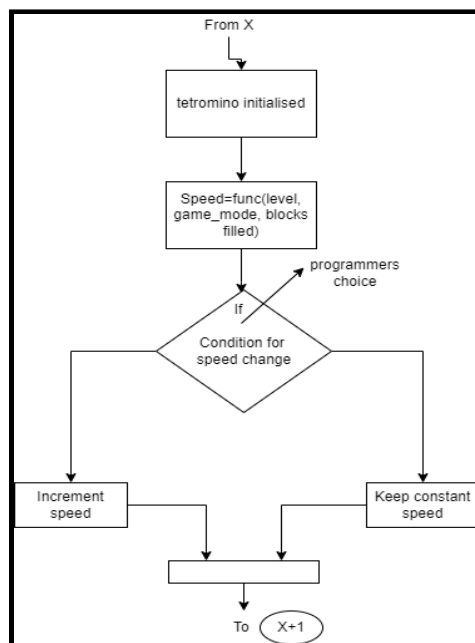 From X
tetromino initialised
Speed=func(level,
game_mode, blocks
filled)
programmers
choice
If
Condition for
speed change
Increment
speed
Keep constant
speed
To X+1